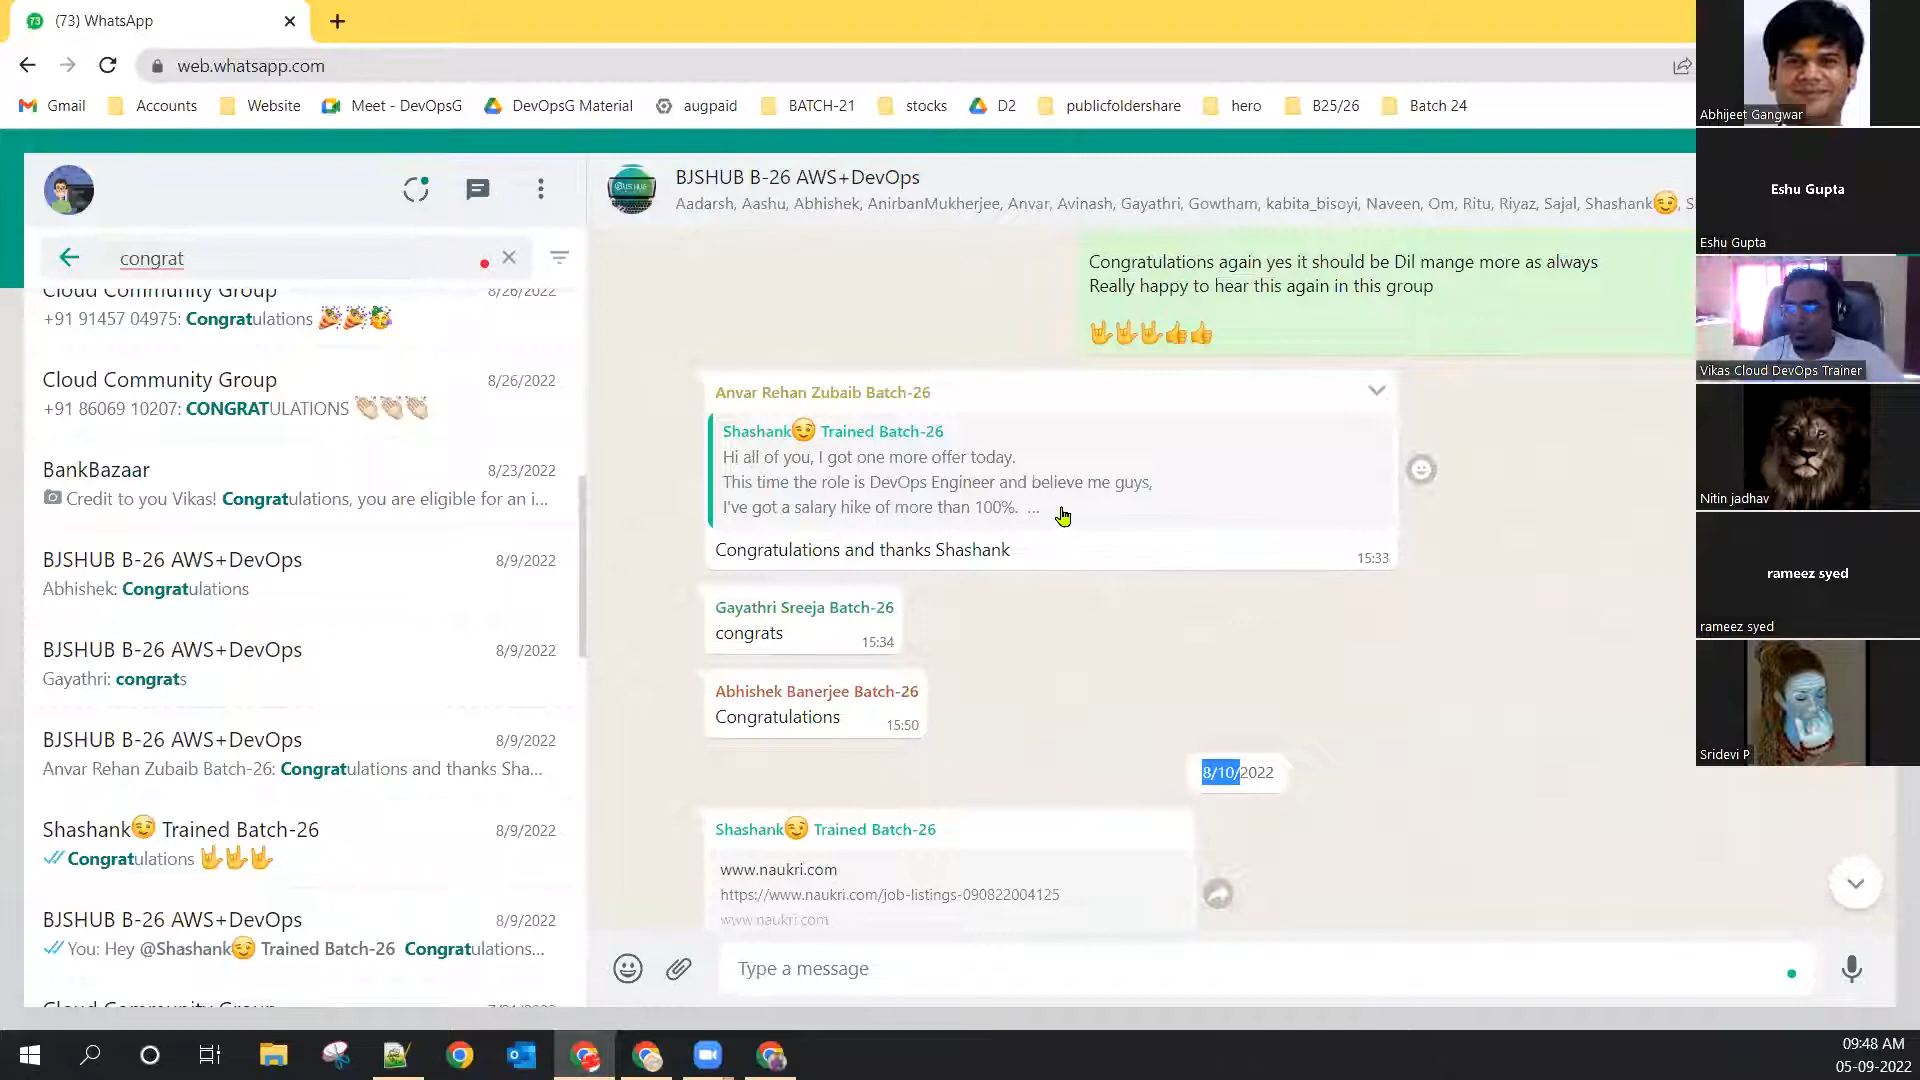 (73) WhatsApp
web.whatsapp.com
Gmail
Accounts
Website
Meet - DevOpsG
DevOpsG Material
augpaid
BATCH-21
stocks
D2
publicfoldershare
hero
B25/26
Batch 24
congrat
Cloud Community Group 8/26/2022
+91 91457 04975: Congratulations 🎉🎉🥳
Cloud Community Group 8/26/2022
+91 86069 10207: CONGRATULATIONS 👏🏻👏🏻👏🏻
BankBazaar 8/23/2022
Credit to you Vikas! Congratulations, you are eligible for an i...
BJSHUB B-26 AWS+DevOps 8/9/2022
Abhishek: Congratulations
BJSHUB B-26 AWS+DevOps 8/9/2022
Gayathri: congrats
BJSHUB B-26 AWS+DevOps 8/9/2022
Anvar Rehan Zubaib Batch-26: Congratulations and thanks Sha...
Shashank😉 Trained Batch-26 8/9/2022
Congratulations 🤟🤟🤟
BJSHUB B-26 AWS+DevOps 8/9/2022
You: Hey @Shashank😉 Trained Batch-26 Congratulations...
Cloud Community Group
BJSHUB B-26 AWS+DevOps
Aadarsh, Aashu, Abhishek, AnirbanMukherjee, Anvar, Avinash, Gayathri, Gowtham, kabita_bisoyi, Naveen, Om, Ritu, Riyaz, Sajal, Shashank😉,
Congratulations again yes it should be Dil mange more as always
Really happy to hear this again in this group
🤟🤟🤟👍👍
Anvar Rehan Zubaib Batch-26
Shashank😉 Trained Batch-26
Hi all of you, I got one more offer today.
This time the role is DevOps Engineer and believe me guys,
I've got a salary hike of more than 100%. ...
Congratulations and thanks Shashank
15:33
Gayathri Sreeja Batch-26
congrats
15:34
Abhishek Banerjee Batch-26
Congratulations
15:50
8/10/2022
Shashank😉 Trained Batch-26
www.naukri.com
https://www.naukri.com/job-listings-090822004125
www.naukri.com
Type a message
Abhijeet Gangwar
Eshu Gupta
Eshu Gupta
Vikas Cloud DevOps Trainer
Nitin jadhav
rameez syed
rameez syed
Sridevi P
09:48 AM
05-09-2022